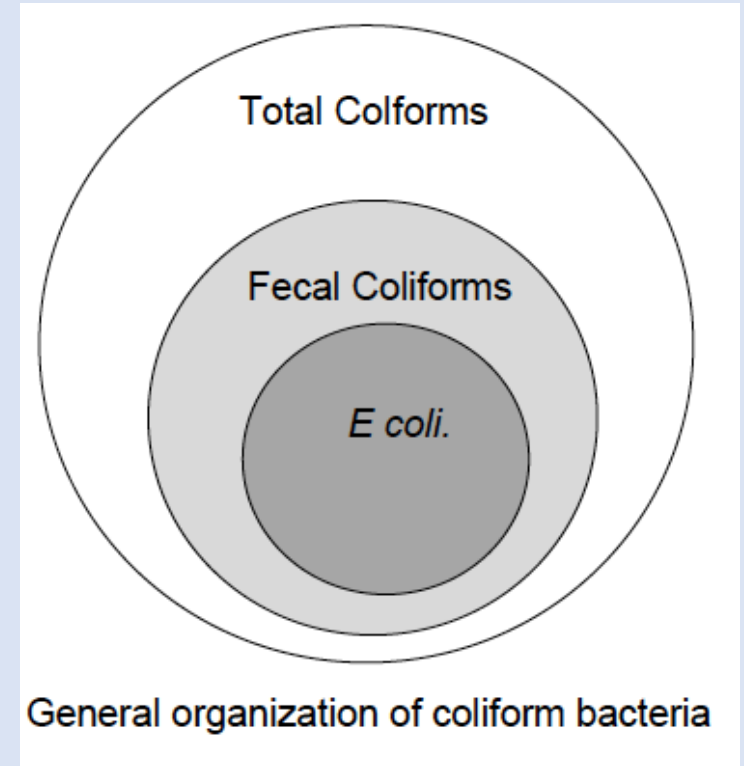 Total Colforms
Fecal Coliforms
E coli.
General organization of coliform bacteria